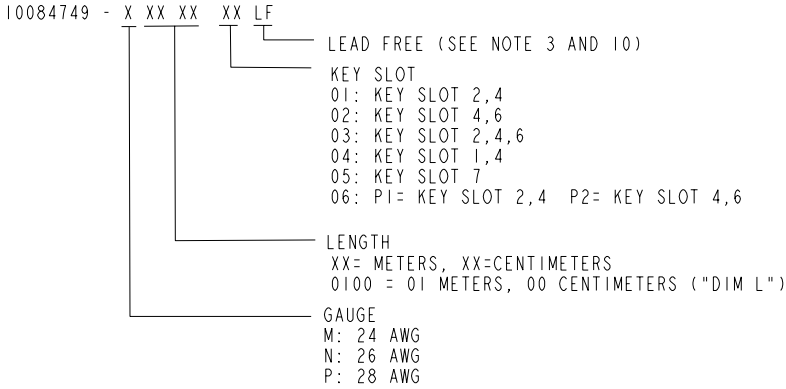 10084749 - X XX XX XX LF
LEAD FREE (SEE NOTE 3 AND 10)
KEY SLOT
01: KEY SLOT 2,4
02: KEY SLOT 4,6
03: KEY SLOT 2,4,6
04: KEY SLOT 1,4
05: KEY SLOT 7
06: P1= KEY SLOT 2,4 P2= KEY SLOT 4,6
LENGTH
XX= METERS, XX=CENTIMETERS
0100 = 01 METERS, 00 CENTIMETERS ("DIM L")
GAUGE
M: 24 AWG
N: 26 AWG
P: 28 AWG